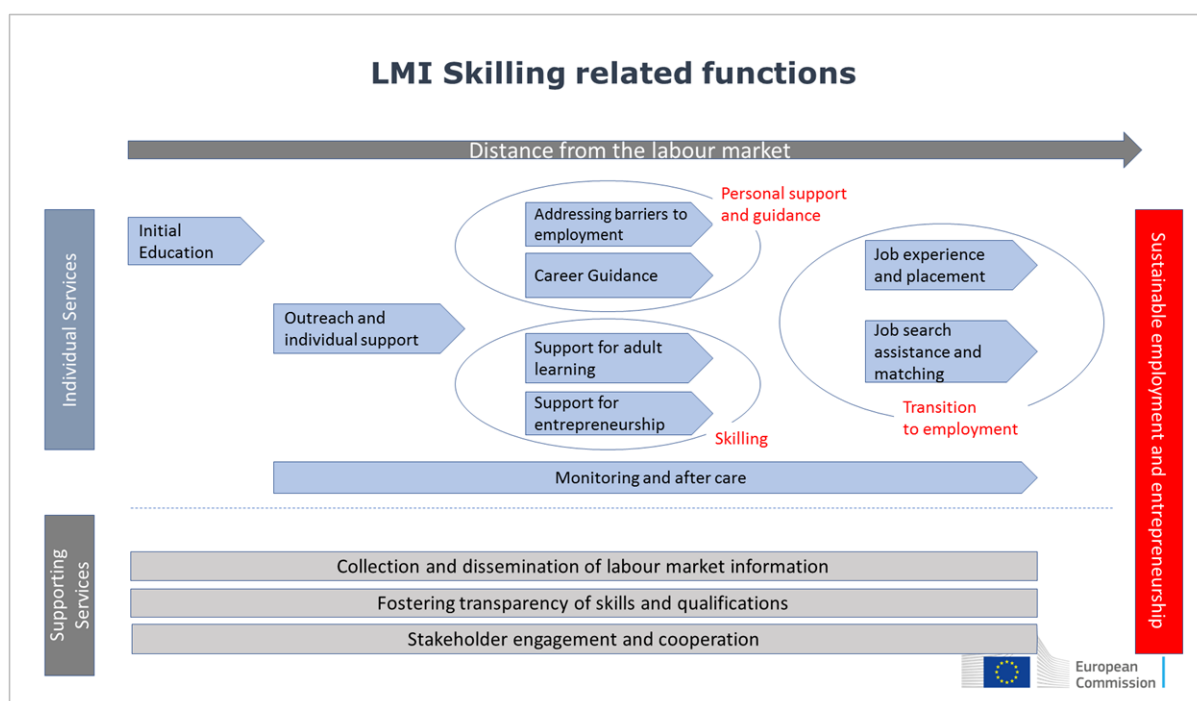 LMI Skilling related functions
Distance from the labour market
Individual Services
Initial
Education
Outreach and
individual support
Addressing barriers to
employment
Career Guidance
Personal support
and guidance
Support for adult
learning
Support for
entrepreneurship
Skilling
Job experience
and placement
Job search
assistance and
matching
Transition
to employment
Monitoring and after care
Sustainable employment and entrepreneurship
Supporting
Services
Collection and dissemination of labour market information
Fostering transparency of skills and qualifications
Stakeholder engagement and cooperation
European
Commission